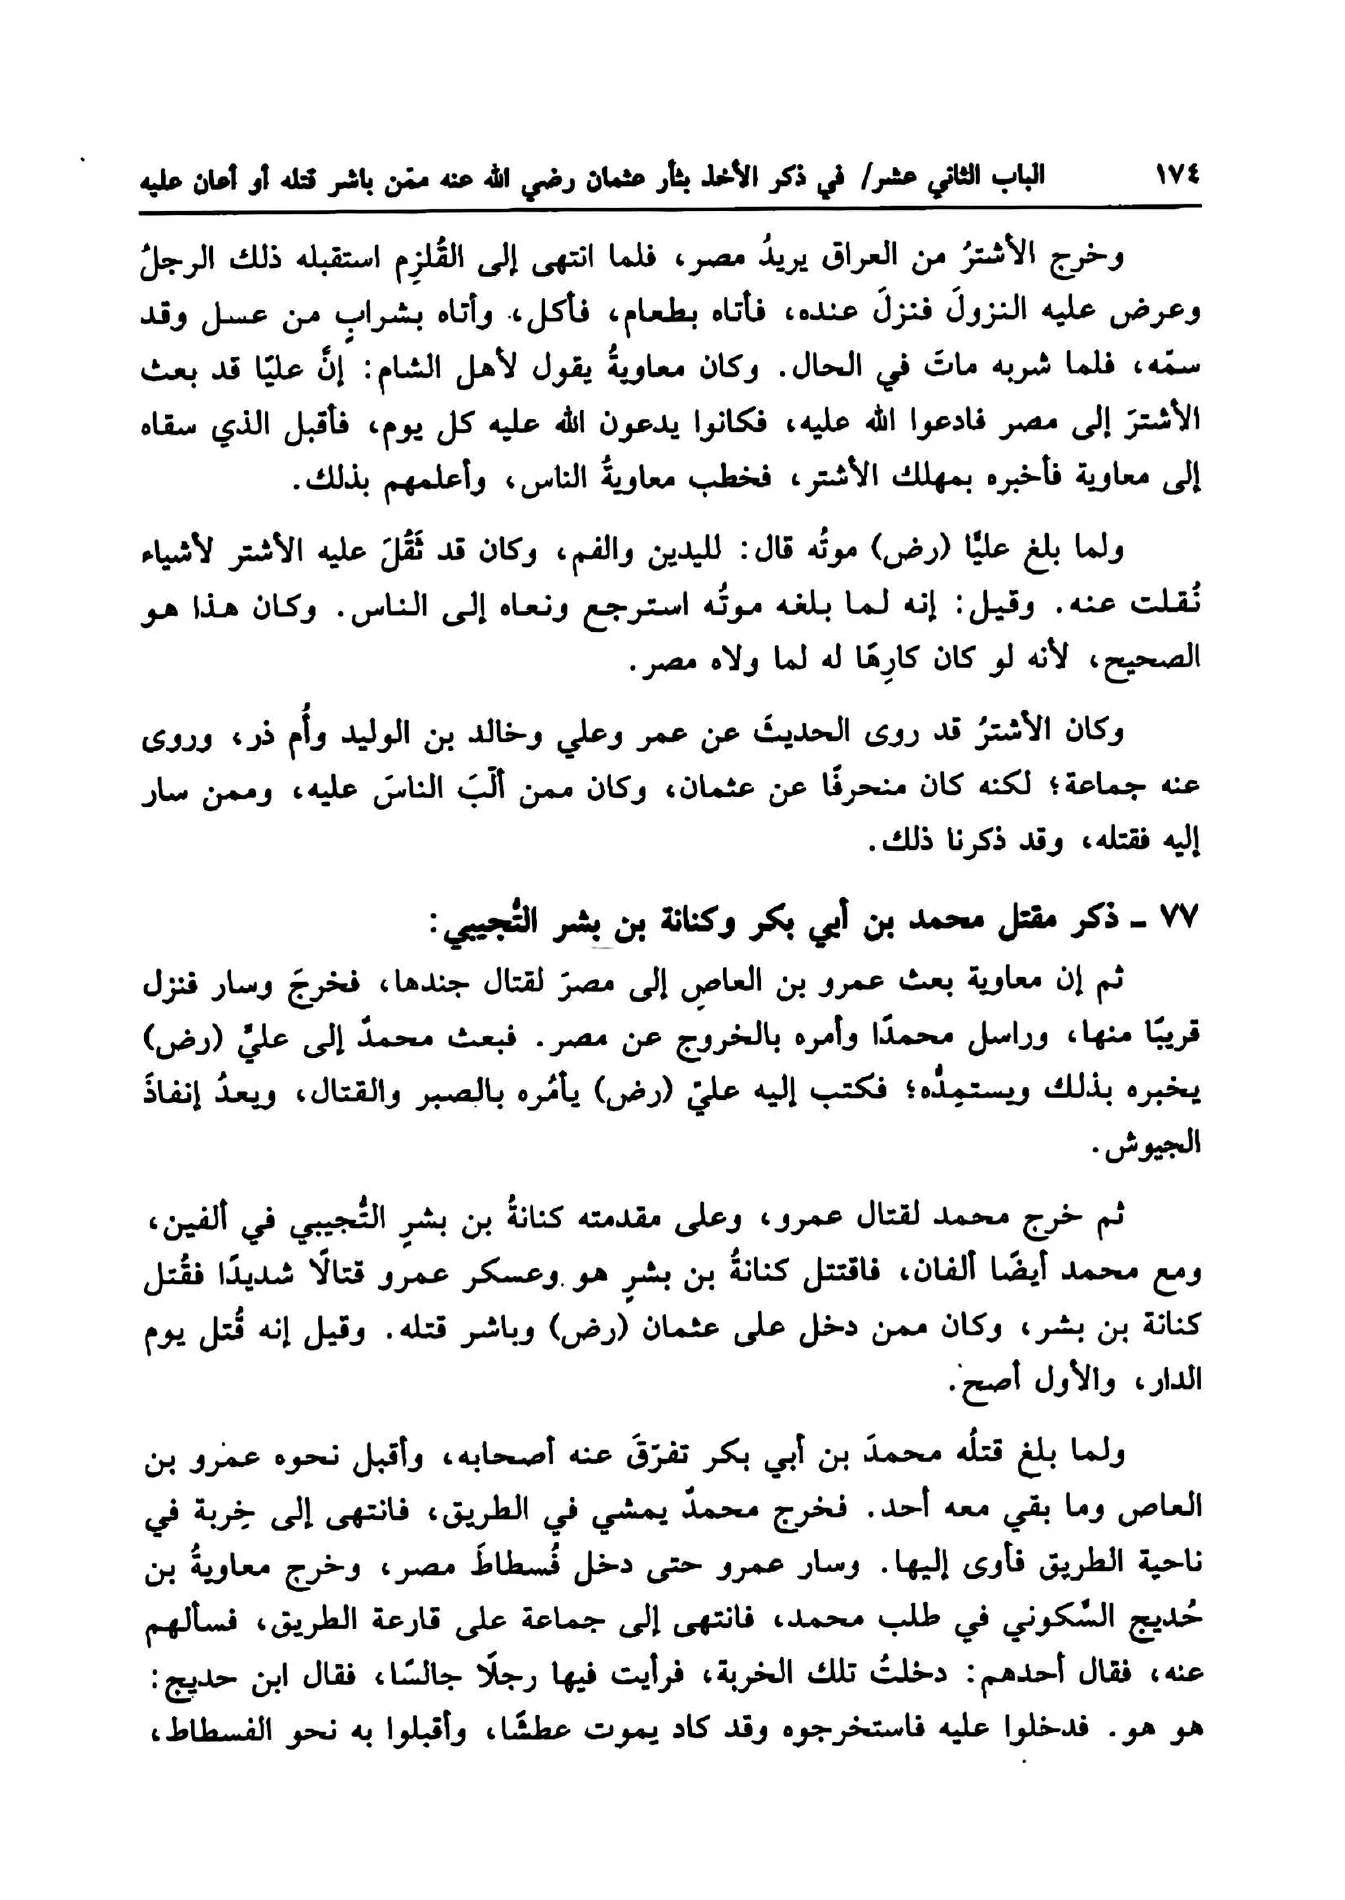 ١٧٤ الباب الثاني عشر/ في ذكر الأخذ بثأر عثمان رضي الله عنه ممّن باشر قتله أو أعان عليه
وخرج الأشترُ من العراق يريدُ مصر، فلما انتهى إلى القُلزِم استقبله ذلك الرجلُ
وعرض عليه النزولَ فنزلَ عنده، فأتاه بطعام، فأكل، وأتاه بشرابٍ من عسل وقد
سمّه، فلما شربه ماتَ في الحال. وكان معاويةُ يقول لأهل الشام: إنَّ عليّا قد بعث
الأشترَ إلى مصر فادعوا الله عليه، فكانوا يدعون الله عليه كل يوم، فأقبل الذي سقاه
إلى معاوية فأخبره بمهلك الأشتر، فخطب معاويةُ الناس، وأعلمهم بذلك.
ولما بلغ عليًّا (رض) موتُه قال: لليدين والفم، وكان قد ثَقُلَ عليه الأشتر لأشياء
نُقلت عنه. وقيل: إنه لما بلغه موتُه استرجع ونعاه إلى الناس. وكان هذا هو
الصحيح، لأنه لو كان كارِهًا له لما ولاه مصر.
وكان الأشترُ قد روى الحديثَ عن عمر وعلي وخالد بن الوليد وأُم ذر، وروى
عنه جماعة؛ لكنه كان منحرفًا عن عثمان، وكان ممن ألّبَ الناسَ عليه، وممن سار
إليه فقتله، وقد ذكرنا ذلك.
٧٧ - ذكر مقتل محمد بن أبي بكر وكنانة بن بشر التُّجيبي:
ثم إن معاوية بعث عمرو بن العاصِ إلى مصرَ لقتال جندها، فخرجَ وسار فنزل
قريبًا منها، وراسل محمدًا وأمره بالخروج عن مصر. فبعث محمدٌ إلى عليٍّ (رض)
يخبره بذلك ويستمِدُّه؛ فكتب إليه عليّ (رض) يأمُره بالصبر والقتال، ويعدُ إنفاذَ
الجيوش.
ثم خرج محمد لقتال عمرو، وعلى مقدمته كنانةُ بن بشرٍ التُّجيبي في ألفين،
ومع محمد أيضًا ألفان، فاقتتل كنانةُ بن بشرٍ هو وعسكر عمرو قتالًا شديدًا فقُتل
كنانة بن بشر، وكان ممن دخل على عثمان (رض) وباشر قتله. وقيل إنه قُتل يوم
الدار، والأول أصح.
ولما بلغ قتلُه محمدَ بن أبي بكر تفرّقَ عنه أصحابه، وأقبل نحوه عمرو بن
العاص وما بقي معه أحد. فخرج محمدٌ يمشي في الطريق، فانتهى إلى خِربة في
ناحية الطريق فأوى إليها. وسار عمرو حتى دخل فُسطاطَ مصر، وخرج معاويةُ بن
حُديج السَّكوني في طلب محمد، فانتهى إلى جماعة على قارعة الطريق، فسألهم
عنه، فقال أحدهم: دخلتُ تلك الخربة، فرأيت فيها رجلًا جالسًا، فقال ابن حديج:
هو هو. فدخلوا عليه فاستخرجوه وقد كاد يموت عطشًا، وأقبلوا به نحو الفسطاط،